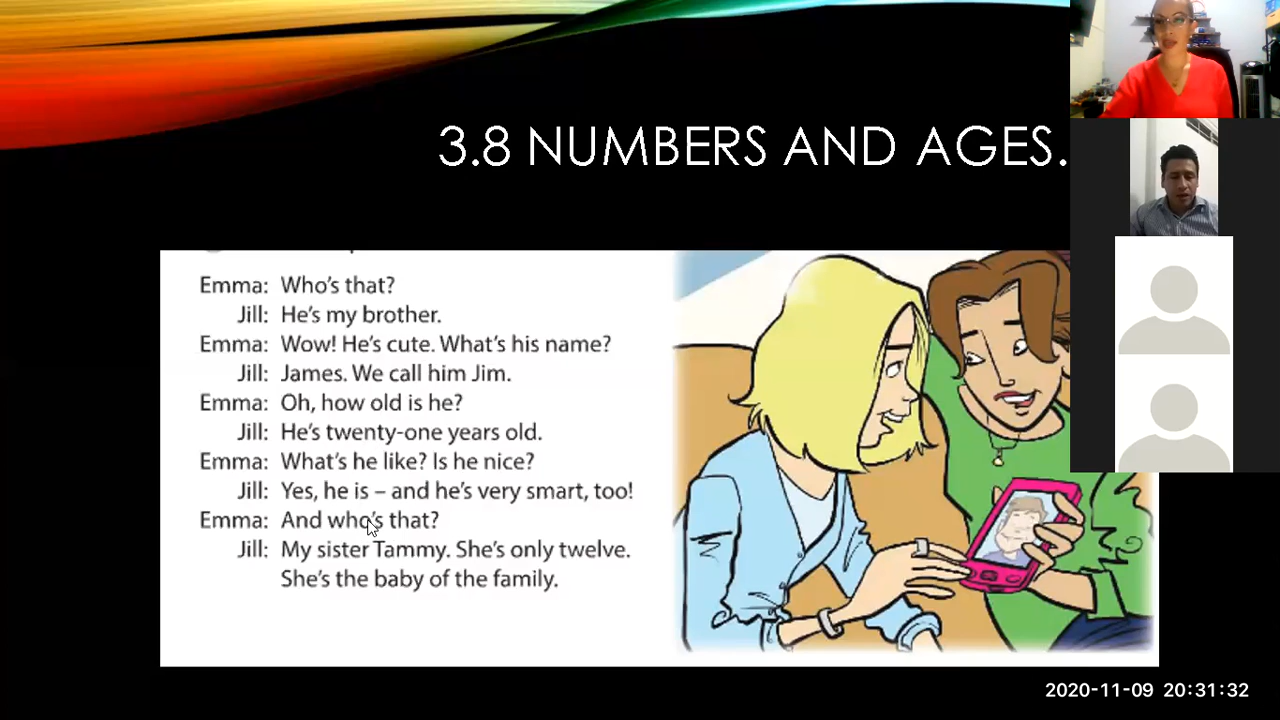 3.8 NUMBERS AND AGES.
Emma: Who's that?
Jill: He's my brother.
Emma: Wow! He's cute. What's his name?
Jill: James. We call him Jim.
Emma: Oh, how old is he?
Jill: He's twenty-one years old.
Emma: What's he like? Is he nice?
Jill: Yes, he is – and he's very smart, too!
Emma: And who's that?
Jill: My sister Tammy. She's only twelve.
She's the baby of the family.
2020-11-09 20:31:32